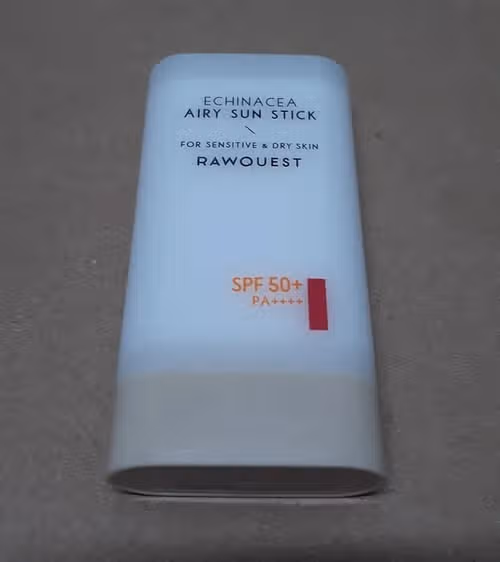 ECHINACEA
AIRY SUN STICK
\
FOR SENSITIVE & DRY SKIN
RAWQUEST
SPF 50+
PA++++